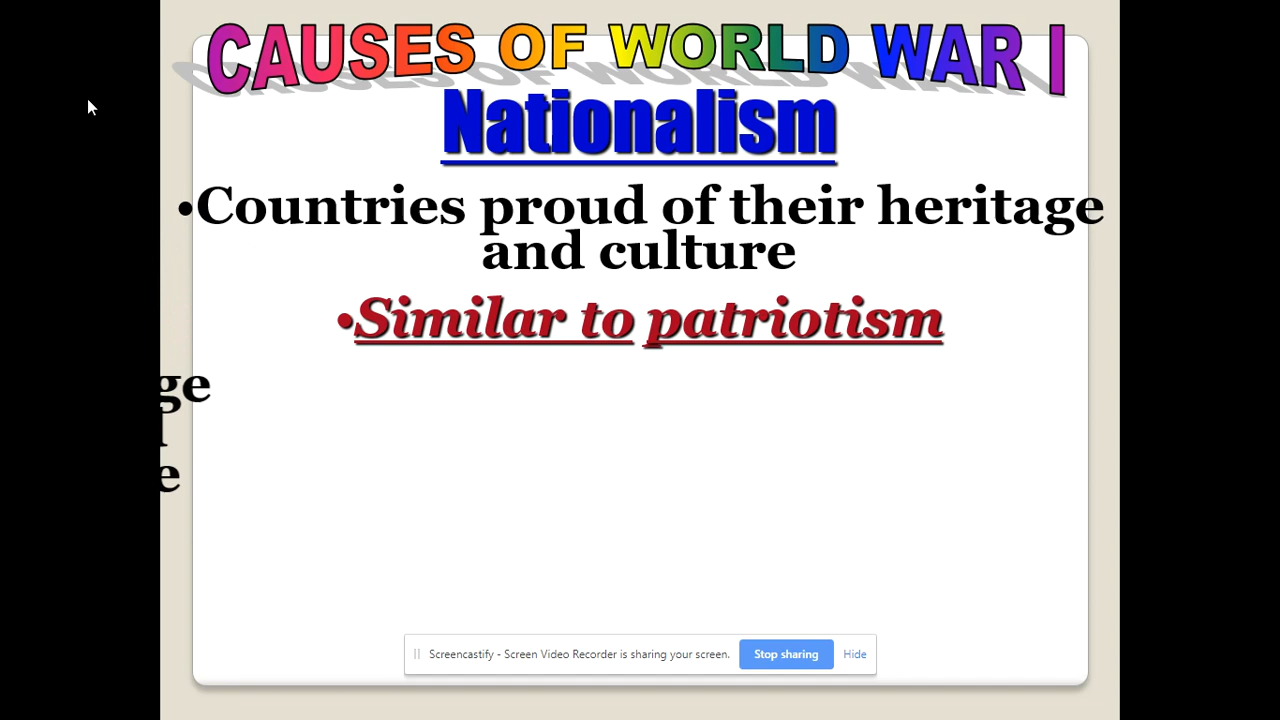 CAUSES OF WORLD WAR I
Nationalism
•Countries proud of their heritage
and culture
•Similar to patriotism
ge
e
Screencastify - Screen Video Recorder is sharing your screen.
Stop sharing
Hide